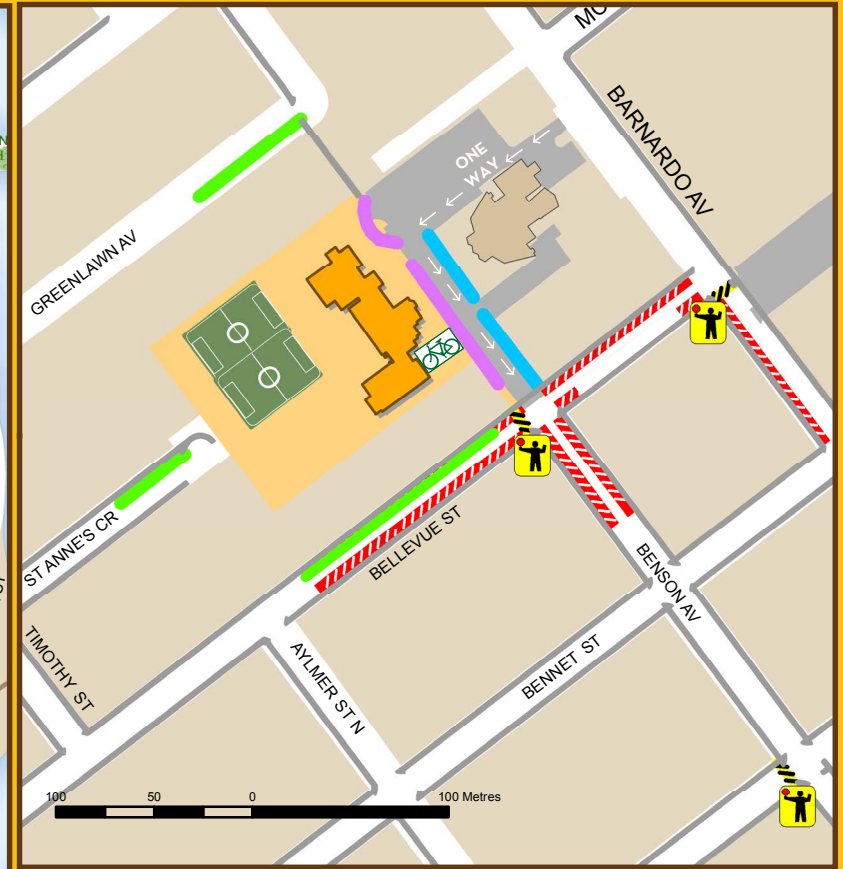 MO
BARNARDO AV
ONE
WAY
GREENLAWN AV
ST ANNE'S CR
BELLEVUE ST
TIMOTHY ST
AYLMER ST N
BENSON AV
BENNET ST
100 50 0 100 Metres